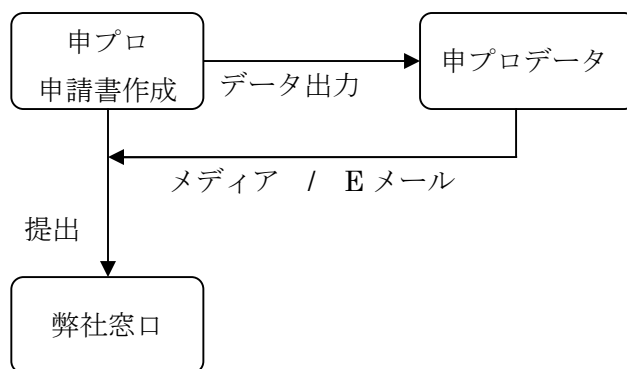 申プロ
申請書作成
データ出力
申プロデータ
メディア / E メール
提出
弊社窓口